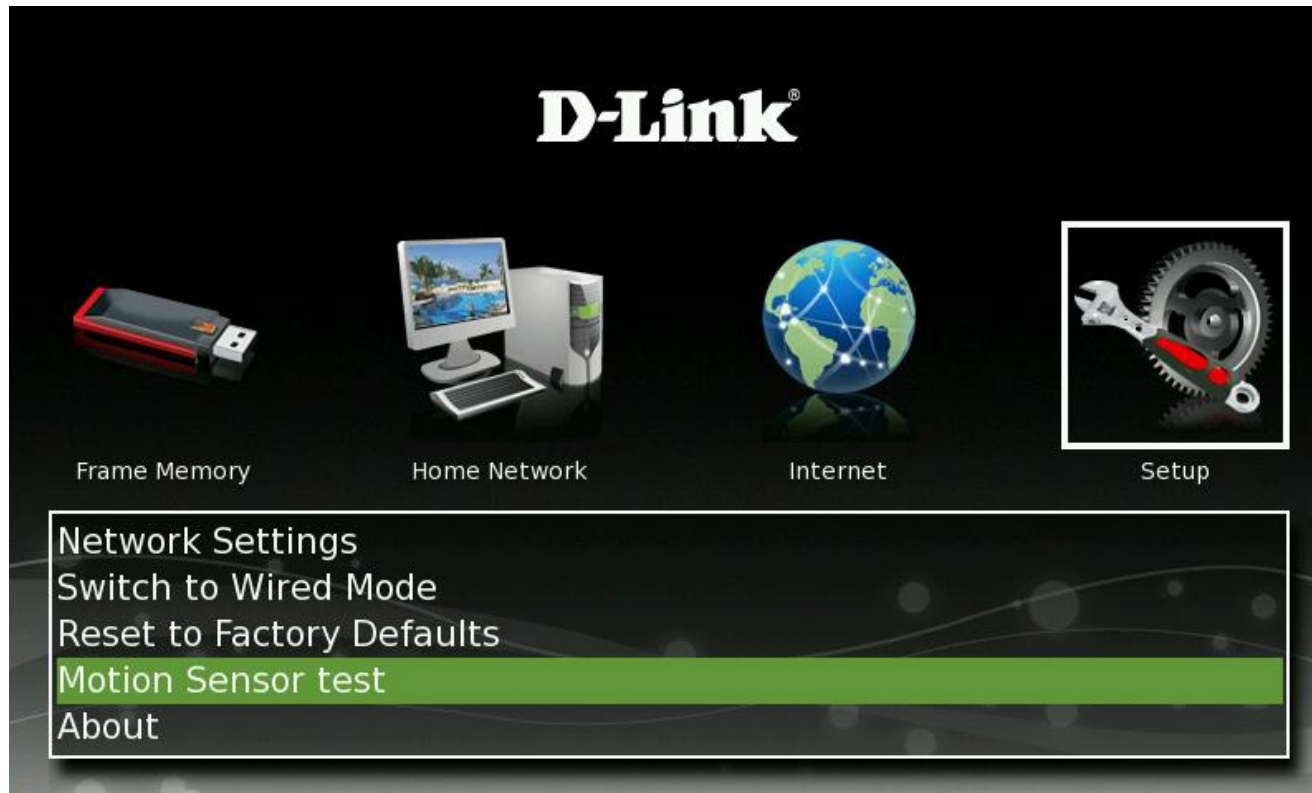 D-Link®
Frame Memory
Home Network
Internet
Setup
Network Settings
Switch to Wired Mode
Reset to Factory Defaults
Motion Sensor test
About